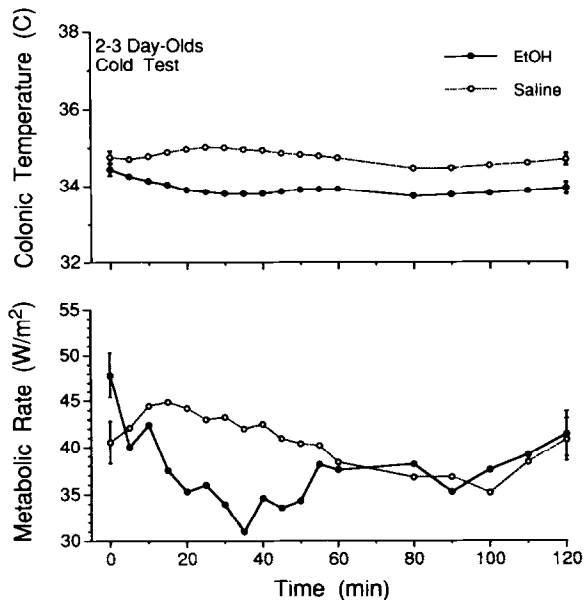 38
36
34
32
Colonic Temperature (C)
2-3 Day-Olds
Cold Test
EtOH
Saline
55
50
45
40
35
30
Metabolic Rate (W/m²)
0
20
40
60
80
100
120
Time (min)